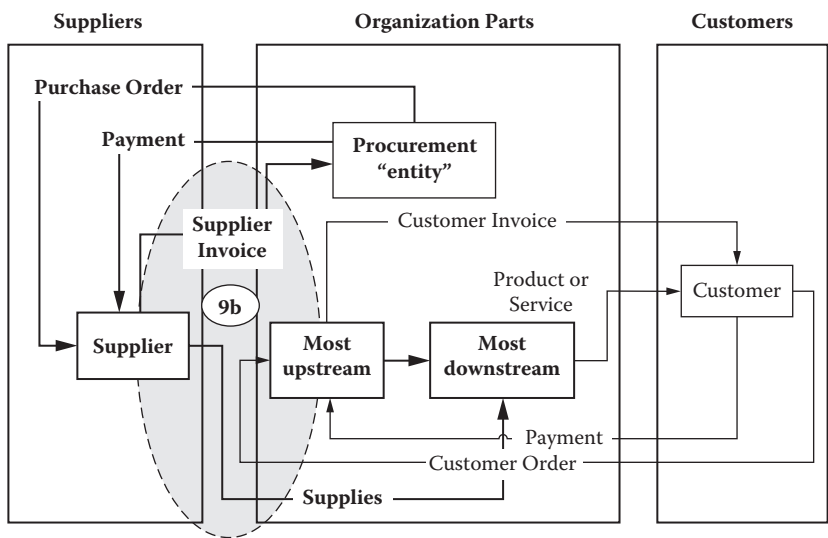 Suppliers
Organization Parts
Customers
Purchase Order
Payment
Procurement
“entity”
Supplier
Invoice
Customer Invoice
Product or
Service
Customer
9b
Supplier
Most
upstream
Most
downstream
Payment
Customer Order
Supplies